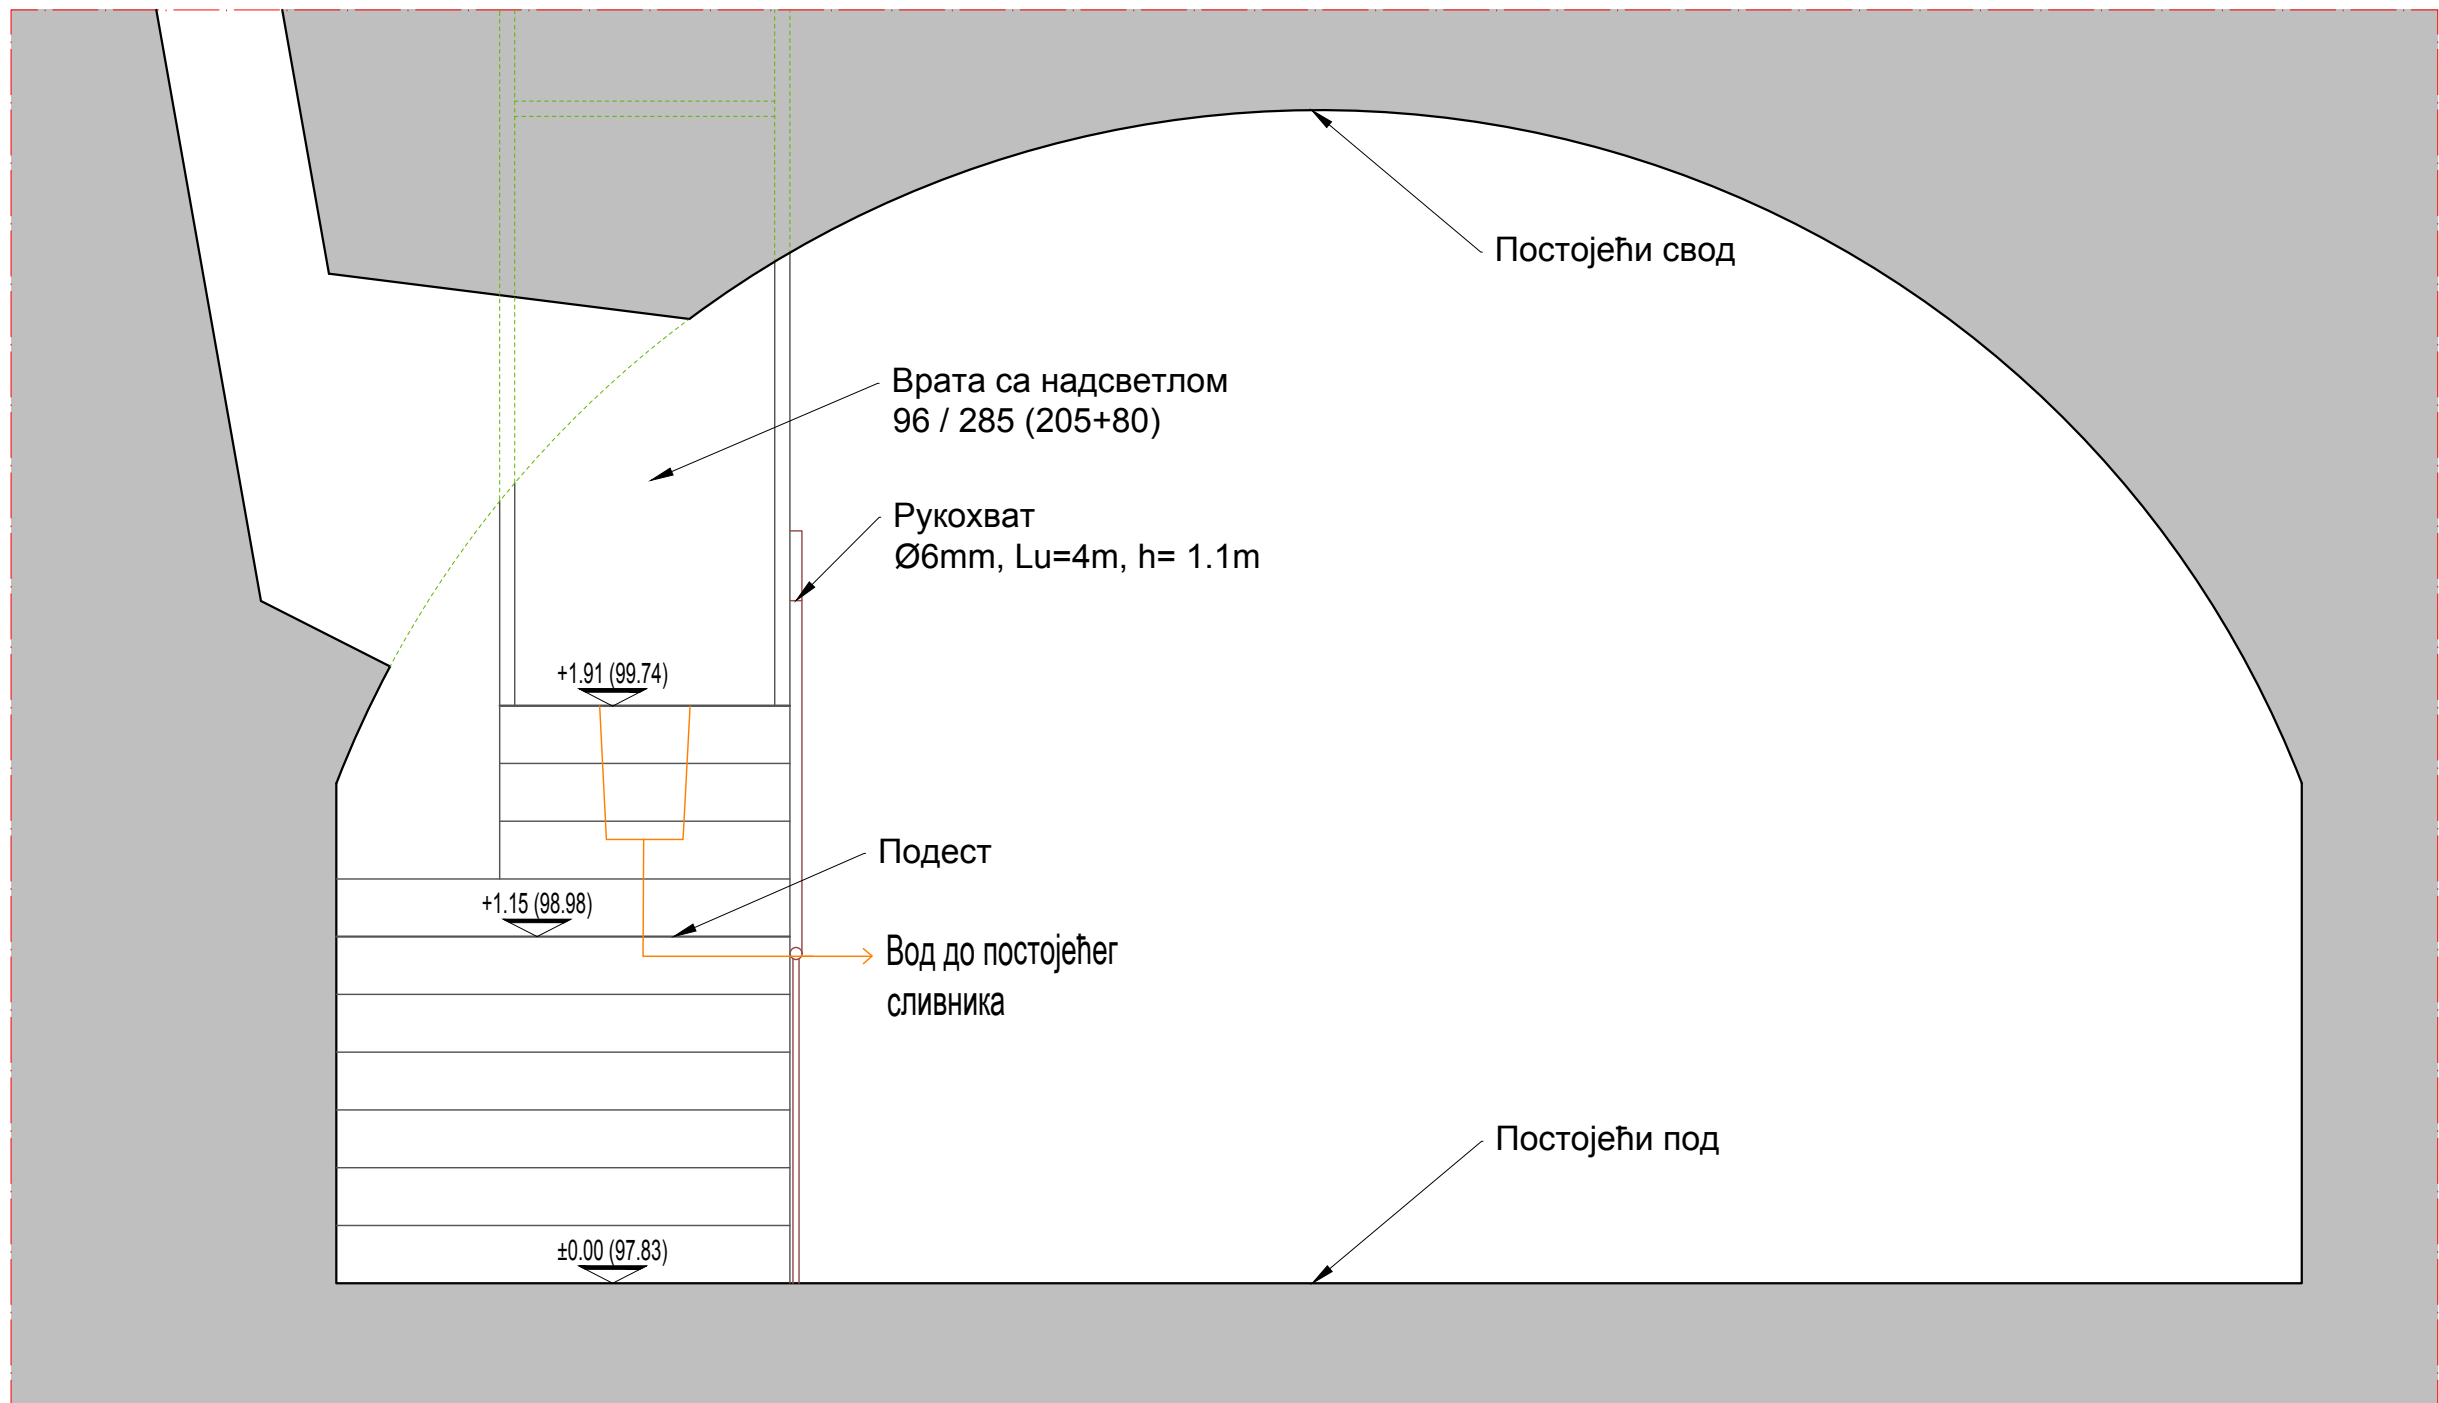 Постојећи свод
Врата са надсветлом
96 / 285 (205+80)
Рукохват
Ø6mm, Lu=4m, h= 1.1m
+1.91 (99.74)
Подест
+1.15 (98.98)
Вод до постојећег
сливника
Постојећи под
±0.00 (97.83)